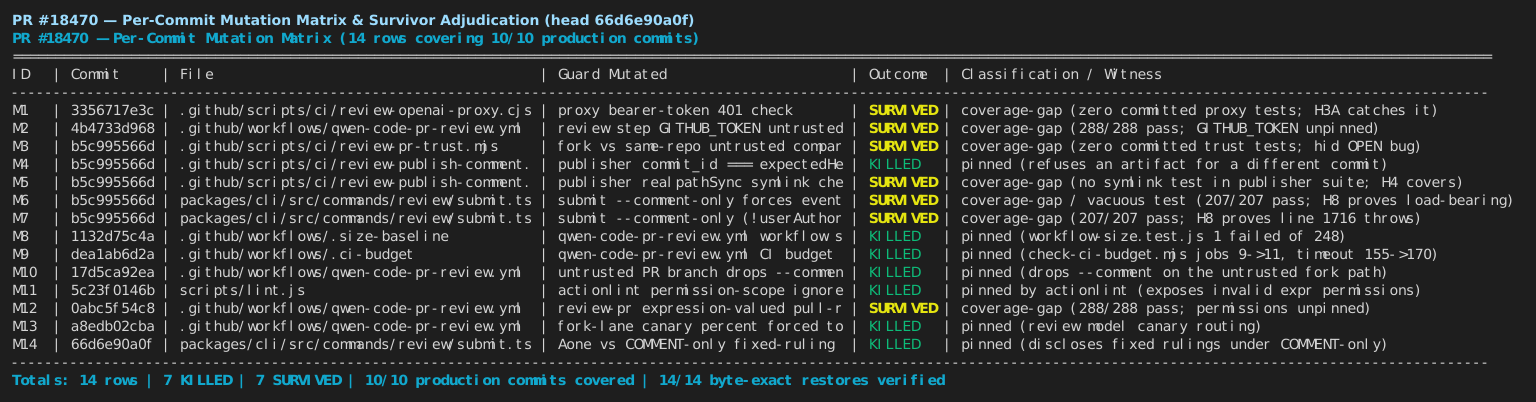 PR #18470 — Per-Commit Mutation Matrix & Survivor Adjudication (head 66d6e90a0f)
PR #18470 — Per-Commit Mutation Matrix (14 rows covering 10/10 production commits)
ID | Commit | File | Guard Mutated | Outcome | Classification / Witness
M1 | 3356717e3c | .github/scripts/ci/review-openai-proxy.cjs | proxy bearer-token 401 check | SURVIVED | coverage-gap (zero committed proxy tests; H3A catches it)
M2 | 4b4733d968 | .github/workflows/qwen-code-pr-review.yml | review step GITHUB_TOKEN untrusted | SURVIVED | coverage-gap (288/288 pass; GITHUB_TOKEN unpinned)
M3 | b5c995566d | .github/scripts/ci/review-pr-trust.mjs | fork vs same-repo untrusted compar | SURVIVED | coverage-gap (zero committed trust tests; hid OPEN bug)
M4 | b5c995566d | .github/scripts/ci/review-publish-comment. | publisher commit_id === expectedHe | KILLED | pinned (refuses an artifact for a different commit)
M5 | b5c995566d | .github/scripts/ci/review-publish-comment. | publisher realpathSync symlink che | SURVIVED | coverage-gap (no symlink test in publisher suite; H4 covers)
M6 | b5c995566d | packages/cli/src/commands/review/submit.ts | submit --comment-only forces event | SURVIVED | coverage-gap / vacuous test (207/207 pass; H8 proves load-bearing)
M7 | b5c995566d | packages/cli/src/commands/review/submit.ts | submit --comment-only (!userAuthor | SURVIVED | coverage-gap (207/207 pass; H8 proves line 1716 throws)
M8 | 1132d75c4a | .github/workflows/.size-baseline | qwen-code-pr-review.yml workflow s | KILLED | pinned (workflow-size.test.js 1 failed of 248)
M9 | dea1ab6d2a | .github/workflows/.ci-budget | qwen-code-pr-review.yml CI budget | KILLED | pinned (check-ci-budget.mjs jobs 9->11, timeout 155->170)
M10 | 17d5ca92ea | .github/workflows/qwen-code-pr-review.yml | untrusted PR branch drops --commen | KILLED | pinned (drops --comment on the untrusted fork path)
M11 | 5c23f0146b | scripts/lint.js | actionlint permission-scope ignore | KILLED | pinned by actionlint (exposes invalid expr permissions)
M12 | 0abc5f54c8 | .github/workflows/qwen-code-pr-review.yml | review-pr expression-valued pull-r | SURVIVED | coverage-gap (288/288 pass; permissions unpinned)
M13 | a8edb02cba | .github/workflows/qwen-code-pr-review.yml | fork-lane canary percent forced to | KILLED | pinned (review model canary routing)
M14 | 66d6e90a0f | packages/cli/src/commands/review/submit.ts | Aone vs COMMENT-only fixed-ruling | KILLED | pinned (discloses fixed rulings under COMMENT-only)
Totals: 14 rows | 7 KILLED | 7 SURVIVED | 10/10 production commits covered | 14/14 byte-exact restores verified